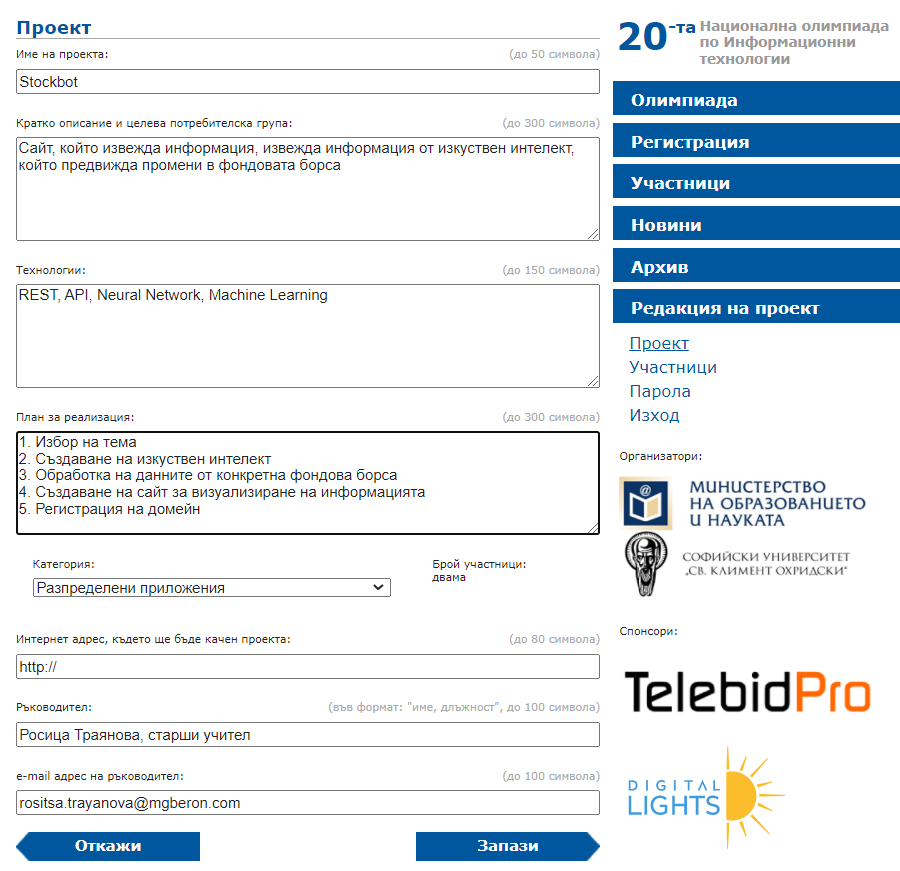 Проект
Име на проекта: (до 50 символа)
Stockbot
Кратко описание и целева потребителска група: (до 300 символа)
Сайт, който извежда информация, извежда информация от изкуствен интелект,
който предвижда промени в фондовата борса
Технологии: (до 150 символа)
REST, API, Neural Network, Machine Learning
План за реализация: (до 300 символа)
1. Избор на тема
2. Създаване на изкуствен интелект
3. Обработка на данните от конкретна фондова борса
4. Създаване на сайт за визуализиране на информацията
5. Регистрация на домейн
Категория: Брой участници:
Разпределени приложения двама
Интернет адрес, където ще бъде качен проекта: (до 80 символа)
http://
Ръководител: (във формат: "име, длъжност", до 100 символа)
Росица Траянова, старши учител
e-mail адрес на ръководител: (до 100 символа)
rositsa.trayanova@mgberon.com
Откажи Запази
20-та Национална олимпиада
по Информационни
технологии
Олимпиада
Регистрация
Участници
Новини
Архив
Редакция на проект
Проект
Участници
Парола
Изход
Организатори:
МИНИСТЕРСТВО
НА ОБРАЗОВАНИЕТО
И НАУКАТА
СОФИЙСКИ УНИВЕРСИТЕТ
„СВ. КЛИМЕНТ ОХРИДСКИ“
Спонсори:
TelebidPro
DIGITAL
LIGHTS